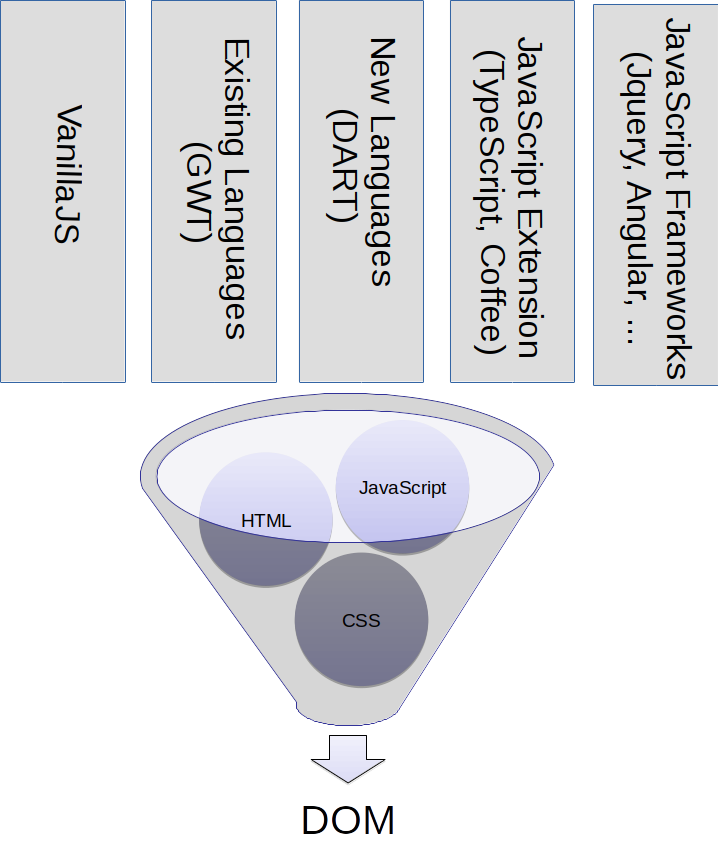 VanillaJS
Existing Languages
(GWT)
New Languages
(DART)
JavaScript Extension
(TypeScript, Coffee)
JavaScript Frameworks
(Jquery, Angular, ...
HTML
JavaScript
CSS
DOM